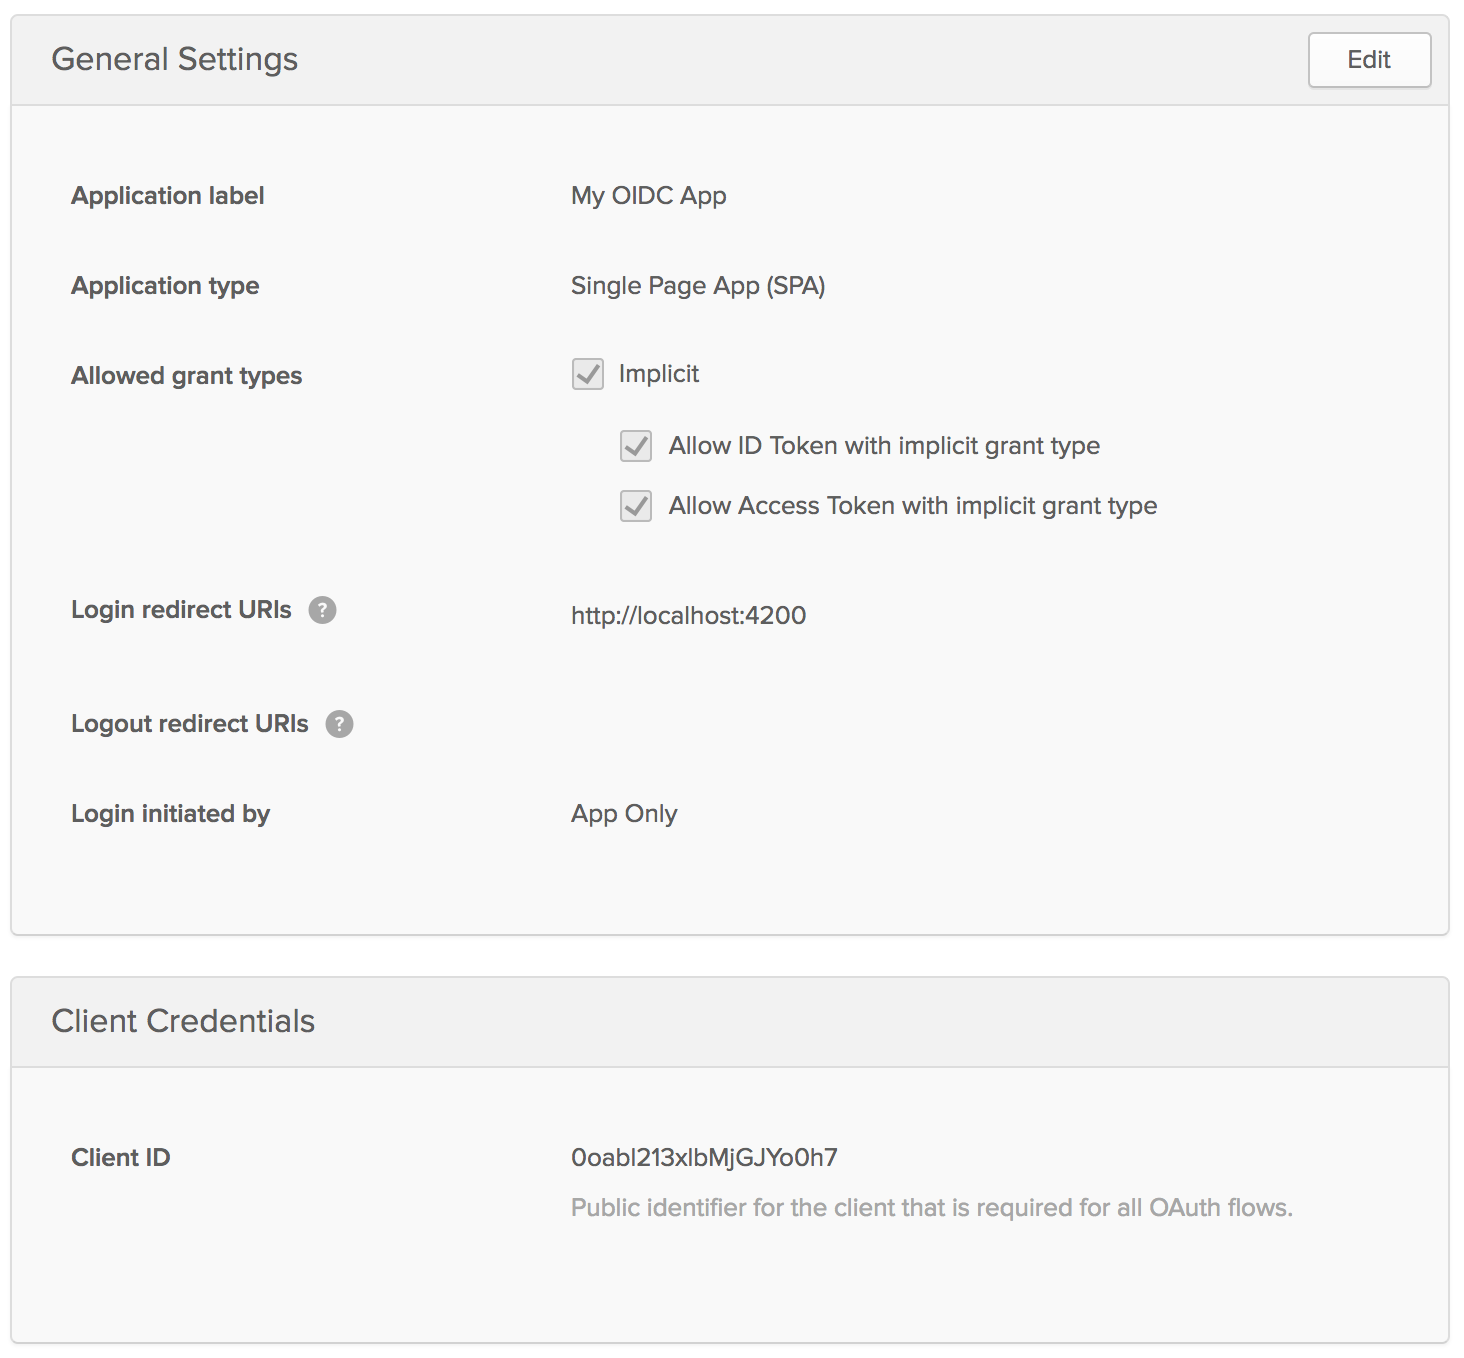 General Settings
Edit
Application label
My OIDC App
Application type
Single Page App (SPA)
Allowed grant types
Implicit
Allow ID Token with implicit grant type
Allow Access Token with implicit grant type
Login redirect URIs ?
http://localhost:4200
Logout redirect URIs ?
Login initiated by
App Only
Client Credentials
Client ID
0oabl213xlbMjGJYo0h7
Public identifier for the client that is required for all OAuth flows.